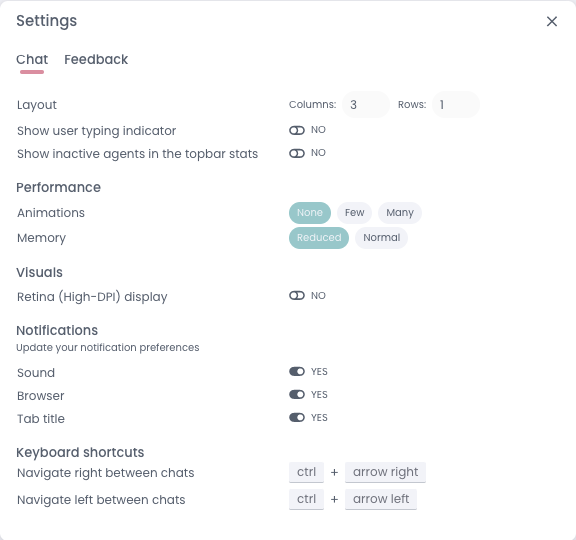 Settings
Chat Feedback
Layout Columns: 3 Rows: 1
Show user typing indicator NO
Show inactive agents in the topbar stats NO
Performance
Animations None Few Many
Memory Reduced Normal
Visuals
Retina (High-DPI) display NO
Notifications
Update your notification preferences
Sound YES
Browser YES
Tab title YES
Keyboard shortcuts
Navigate right between chats ctrl + arrow right
Navigate left between chats ctrl + arrow left